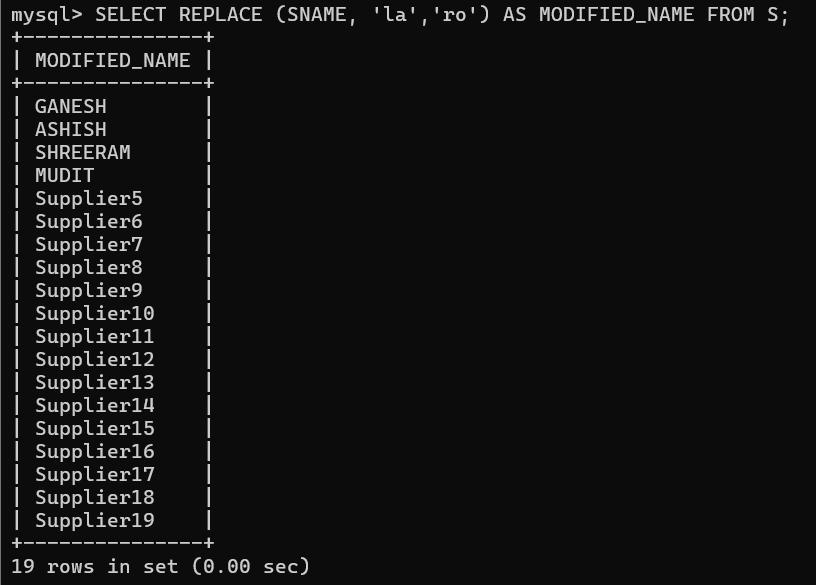 mysql> SELECT REPLACE (SNAME, 'la','ro') AS MODIFIED_NAME FROM S;
+---------------+
| MODIFIED_NAME |
+---------------+
| GANESH        |
| ASHISH        |
| SHREERAM      |
| MUDIT         |
| Supplier5     |
| Supplier6     |
| Supplier7     |
| Supplier8     |
| Supplier9     |
| Supplier10    |
| Supplier11    |
| Supplier12    |
| Supplier13    |
| Supplier14    |
| Supplier15    |
| Supplier16    |
| Supplier17    |
| Supplier18    |
| Supplier19    |
+---------------+
19 rows in set (0.00 sec)